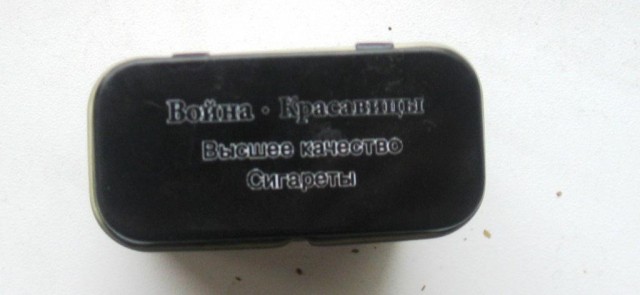 Война · Красавицы
Высшее качество
Сигареты